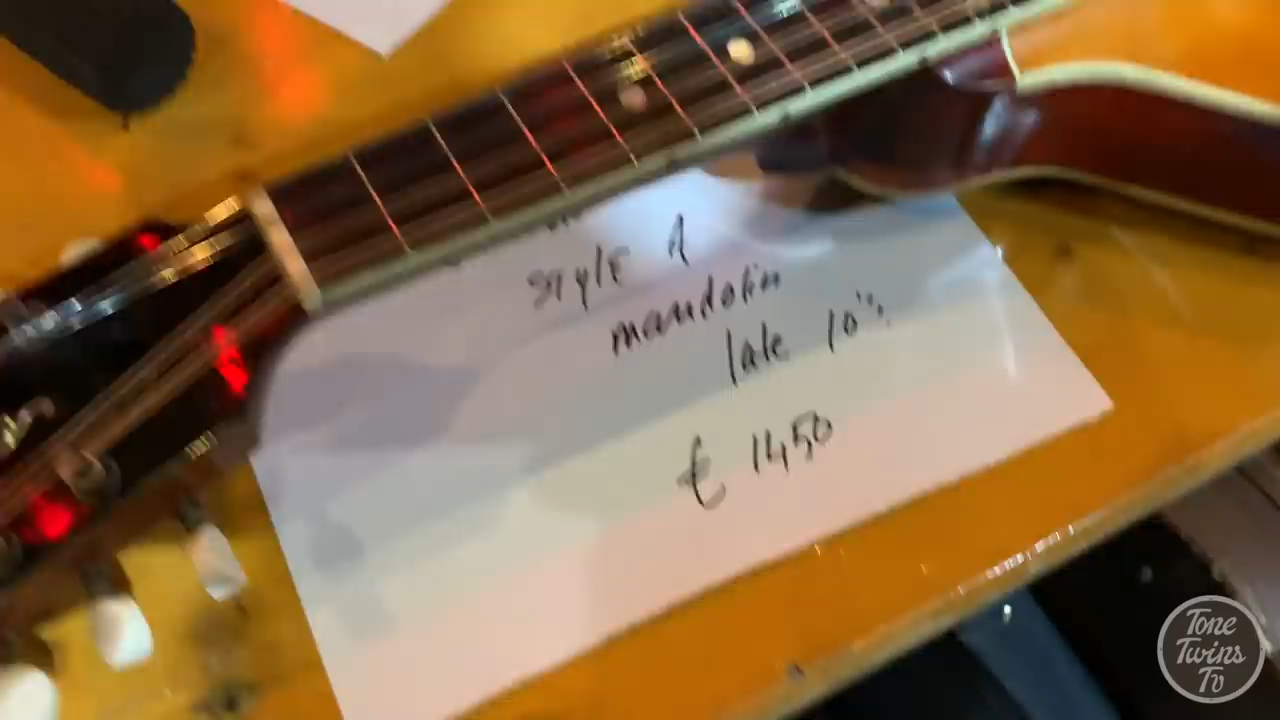 style A
mandolin
late 10's
€ 1450
Tone
Twins
Tv